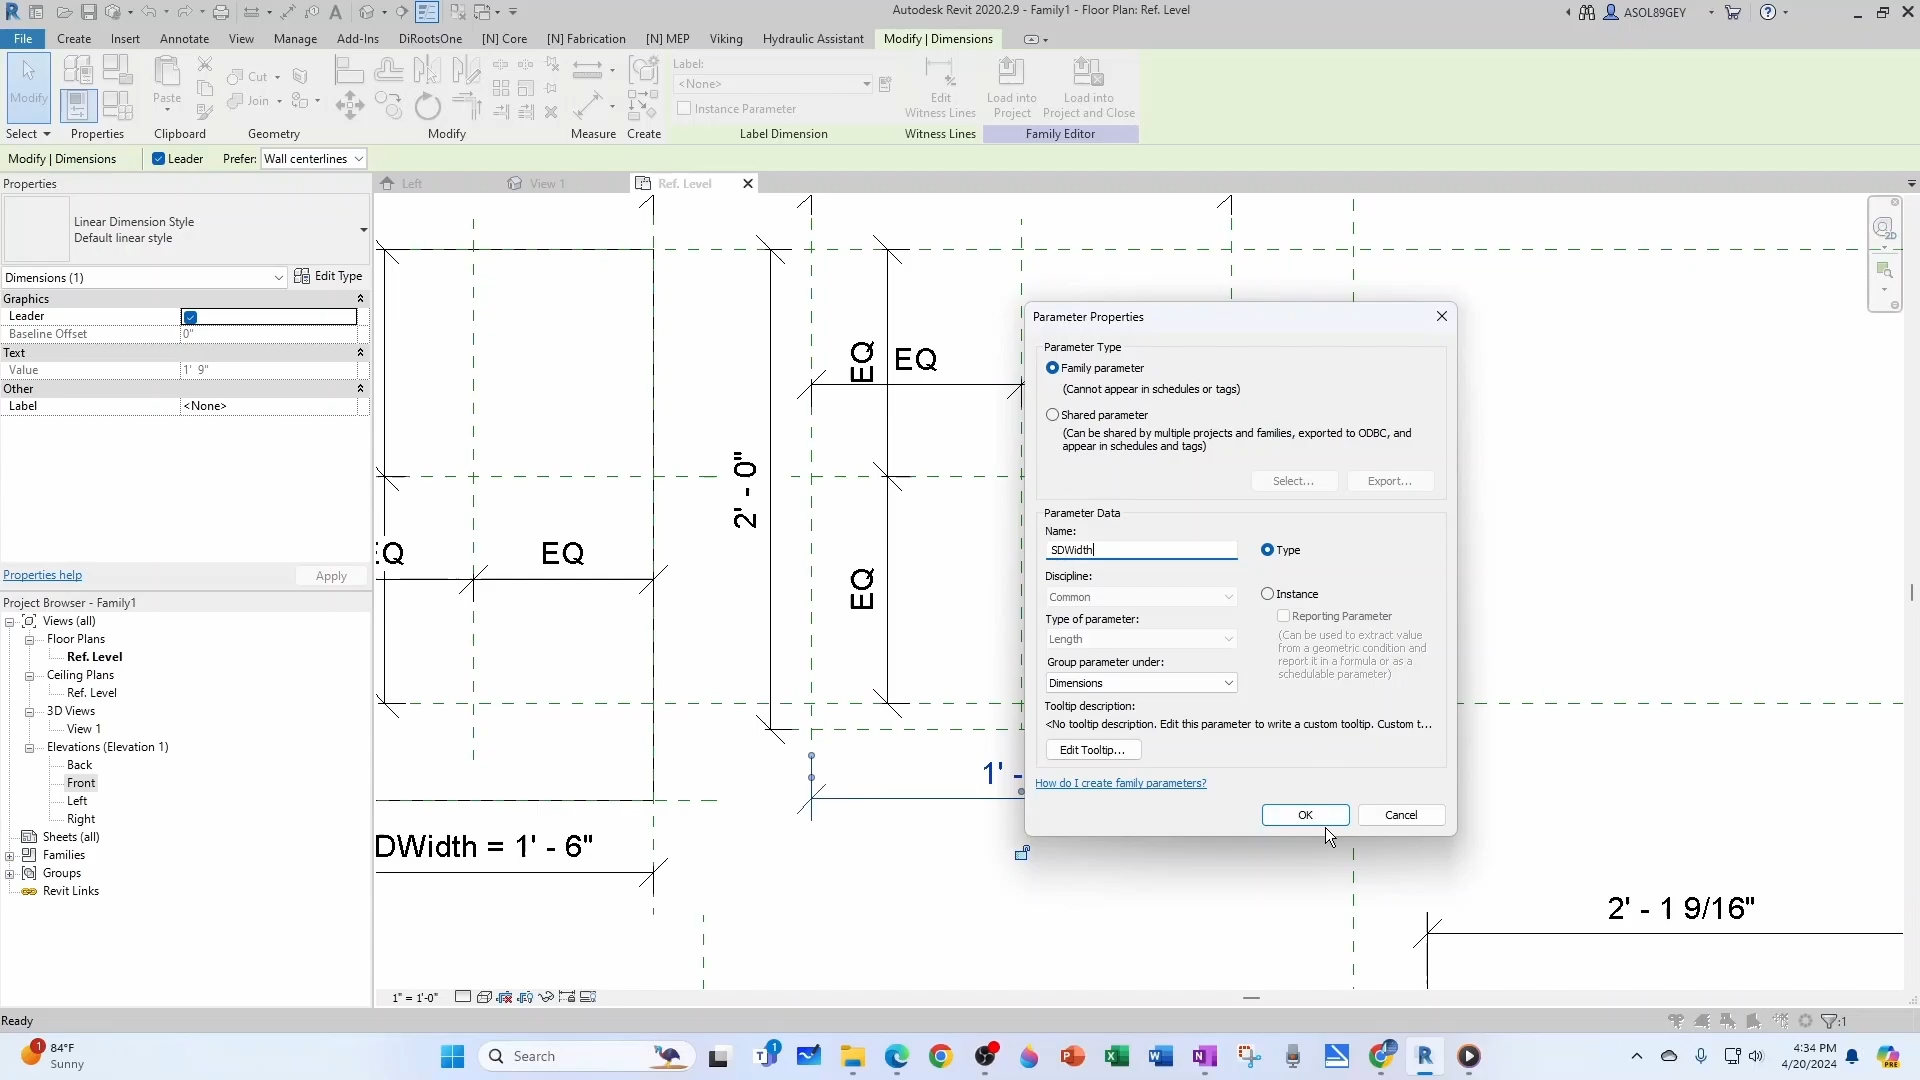 Autodesk Revit 2020.2.9 - Family1 - Floor Plan: Ref. Level
ASOL89GEY
File Create Insert Annotate View Manage Add-Ins DiRootsOne [N] Core [N] Fabrication [N] MEP Viking Hydraulic Assistant Modify | Dimensions
Modify
Paste
Cut
Join
Label:
<None>
Instance Parameter
Edit
Witness Lines
Load into
Project
Load into
Project and Close
Select Properties Clipboard Geometry Modify Measure Create Label Dimension Witness Lines Family Editor
Modify | Dimensions Leader Prefer: Wall centerlines
Properties
Linear Dimension Style
Default linear style
Dimensions (1) Edit Type
Graphics
Leader
Baseline Offset 0"
Text
Value 1' 9"
Other
Label <None>
Properties help Apply
Project Browser - Family1
Views (all)
Floor Plans
Ref. Level
Ceiling Plans
Ref. Level
3D Views
View 1
Elevations (Elevation 1)
Back
Front
Left
Right
Sheets (all)
Families
Groups
Revit Links
Left View 1 Ref. Level
EQ
EQ
2' - 0"
EQ
EQ
1' -
DWidth = 1' - 6"
2' - 1 9/16"
2D
Parameter Properties
Parameter Type
Family parameter
(Cannot appear in schedules or tags)
Shared parameter
(Can be shared by multiple projects and families, exported to ODBC, and
appear in schedules and tags)
Select... Export...
Parameter Data
Name:
SDWidth
Type
Discipline:
Common
Instance
Reporting Parameter
(Can be used to extract value
from a geometric condition and
report it in a formula or as a
schedulable parameter)
Type of parameter:
Length
Group parameter under:
Dimensions
Tooltip description:
<No tooltip description. Edit this parameter to write a custom tooltip. Custom t...
Edit Tooltip...
How do I create family parameters?
OK Cancel
1" = 1'-0"
Ready
:1
84°F
Sunny
Search
4:34 PM
4/20/2024